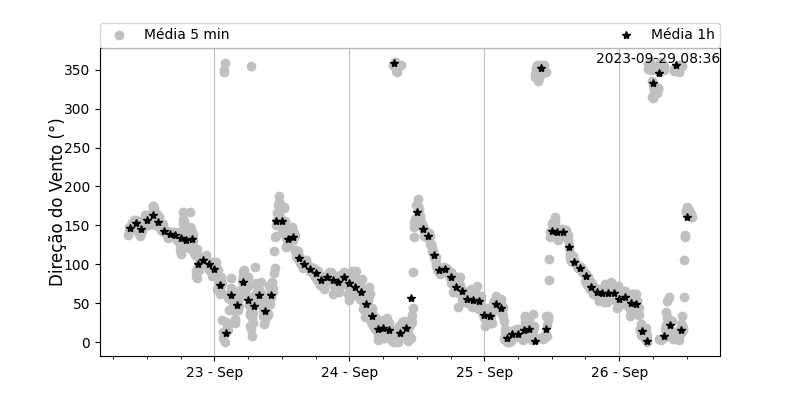 Média 5 min
Média 1h
2023-09-29 08:36
Direção do Vento (°)
350
300
250
200
150
100
50
0
23 - Sep
24 - Sep
25 - Sep
26 - Sep